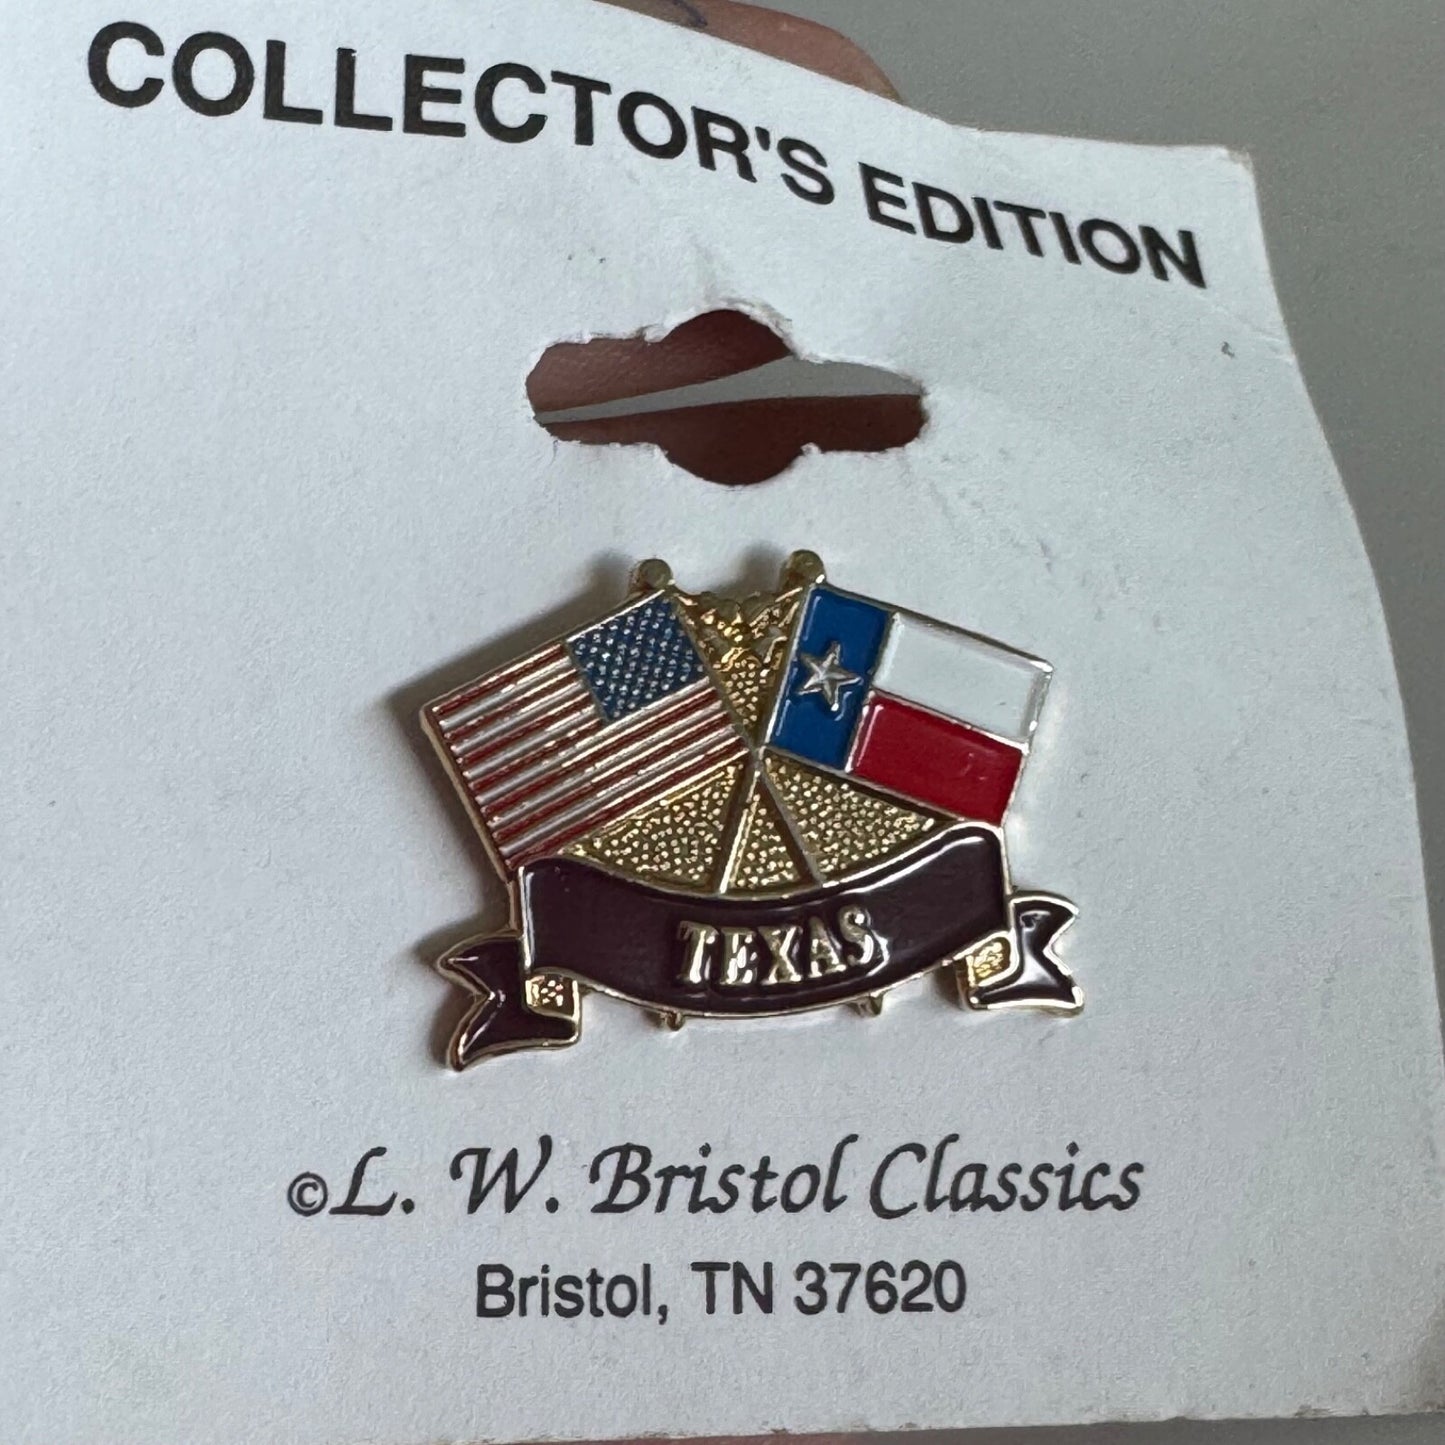 COLLECTOR'S EDITION
TEXAS
©L. W. Bristol Classics
Bristol, TN 37620